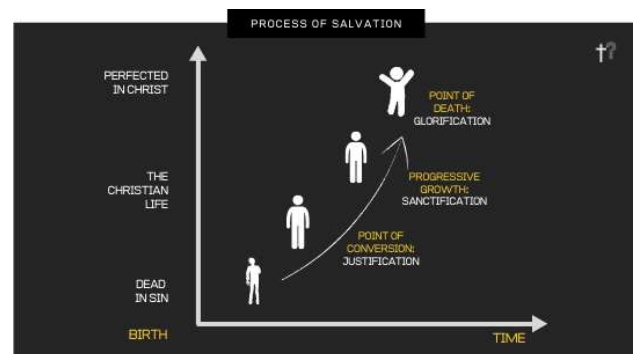 PROCESS OF SALVATION
†?
PERFECTED
IN CHRIST
POINT OF
DEATH:
GLORIFICATION
THE
CHRISTIAN
LIFE
PROGRESSIVE
GROWTH:
SANCTIFICATION
POINT OF
CONVERSION:
JUSTIFICATION
DEAD
IN SIN
BIRTH
TIME